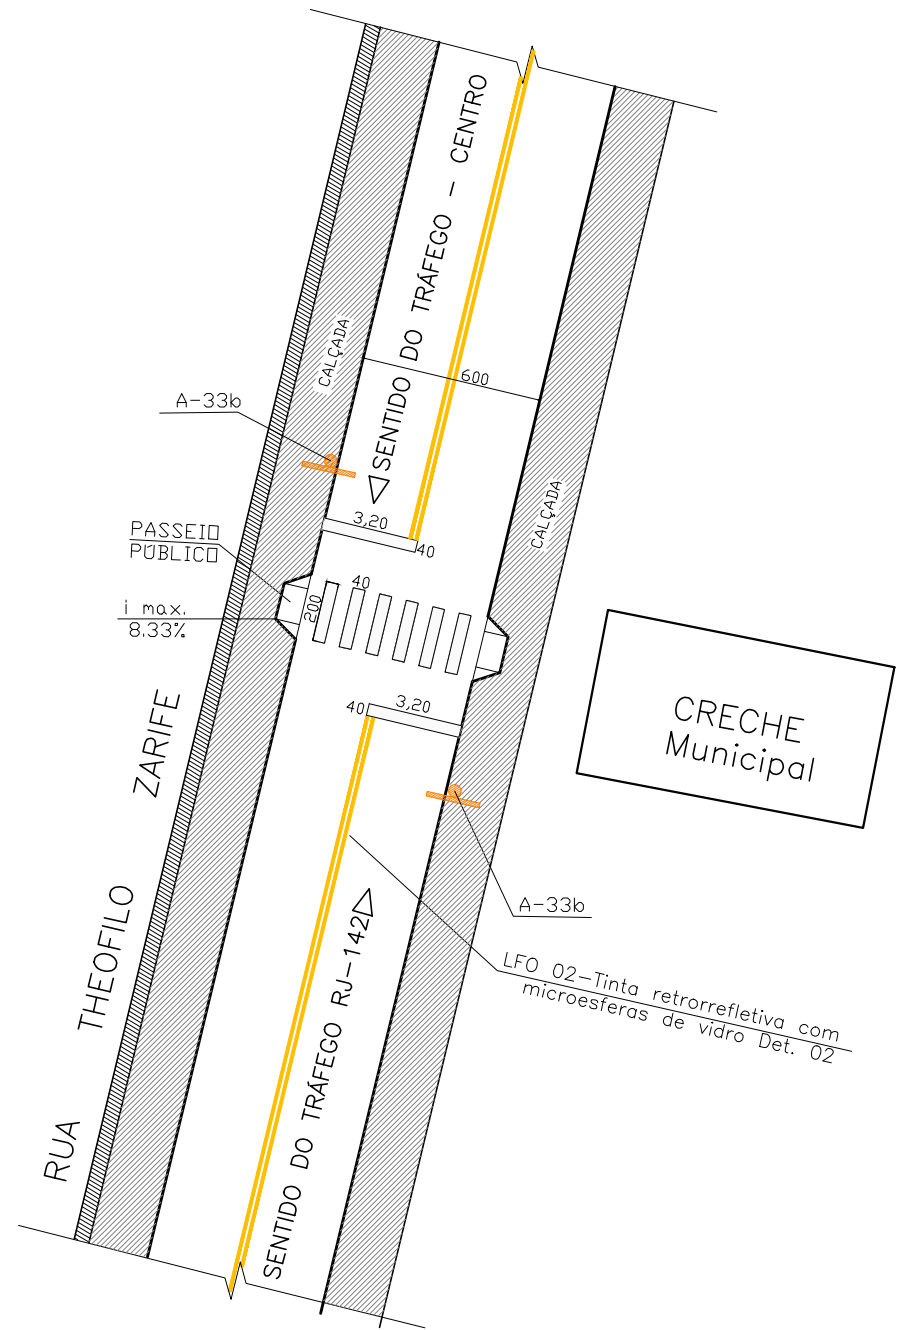 SENTIDO DO TRÁFEGO - CENTRO
CALÇADA
600
A-33b
CALÇADA
3,20
40
PASSEIO
PÚBLICO
40
200
i max.
8.33%
3,20
40
CRECHE
Municipal
A-33b
LFO 02-Tinta retrorrefletiva com
microesferas de vidro Det. 02
SENTIDO DO TRÁFEGO RJ-142
RUA THEOFILO ZARIFE